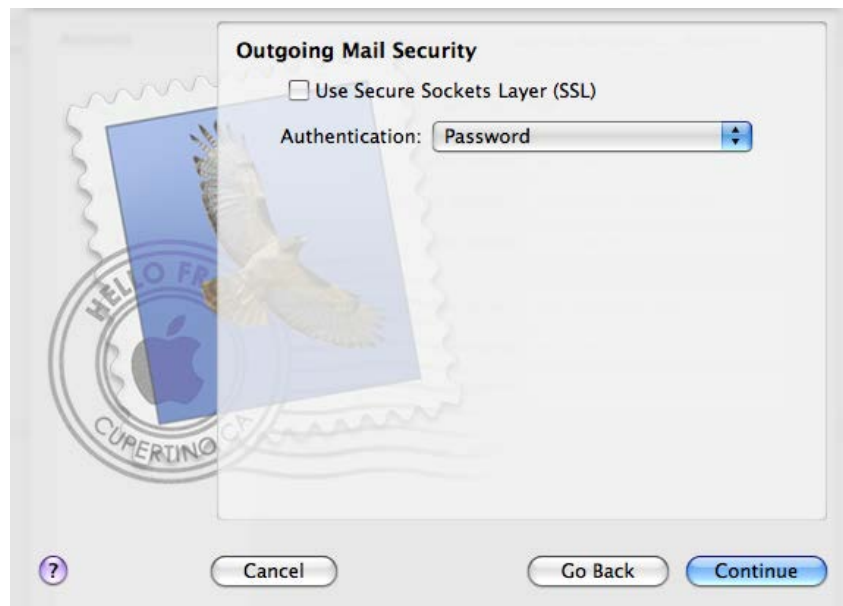 Outgoing Mail Security
Use Secure Sockets Layer (SSL)
Authentication: Password
HELLO FR
CUPERTINO CA
? Cancel Go Back Continue